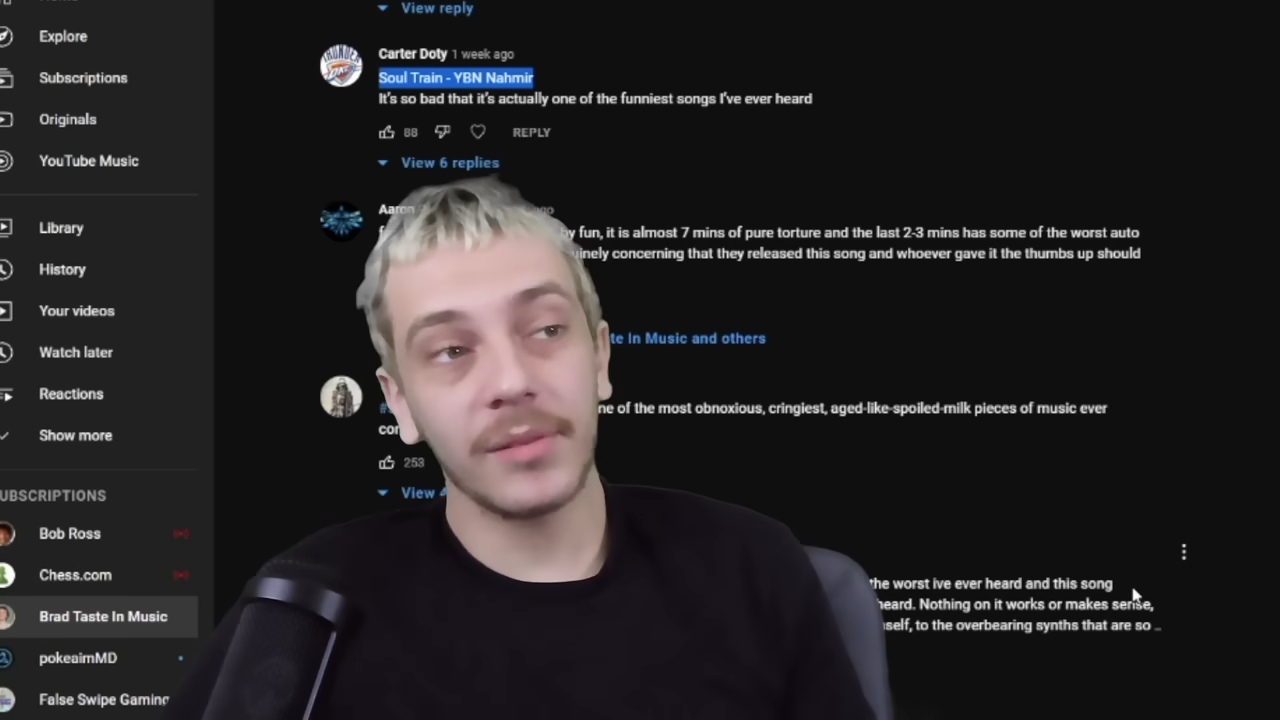 View reply
Explore
Carter Doty 1 week ago
Subscriptions
Soul Train - YBN Nahmir
It's so bad that it's actually one of the funniest songs I've ever heard
Originals
88 REPLY
YouTube Music
View 6 replies
Aaron
ago
Library
by fun, it is almost 7 mins of pure torture and the last 2-3 mins has some of the worst auto
uinely concerning that they released this song and whoever gave it the thumbs up should
History
Your videos
te In Music and others
Watch later
Reactions
ne of the most obnoxious, cringiest, aged-like-spoiled-milk pieces of music ever
Show more
253
View
UBSCRIPTIONS
Bob Ross
Chess.com
the worst ive ever heard and this song
heard. Nothing on it works or makes sense,
Brad Taste In Music
self, to the overbearing synths that are so ..
pokeaimMD
False Swipe Gaming